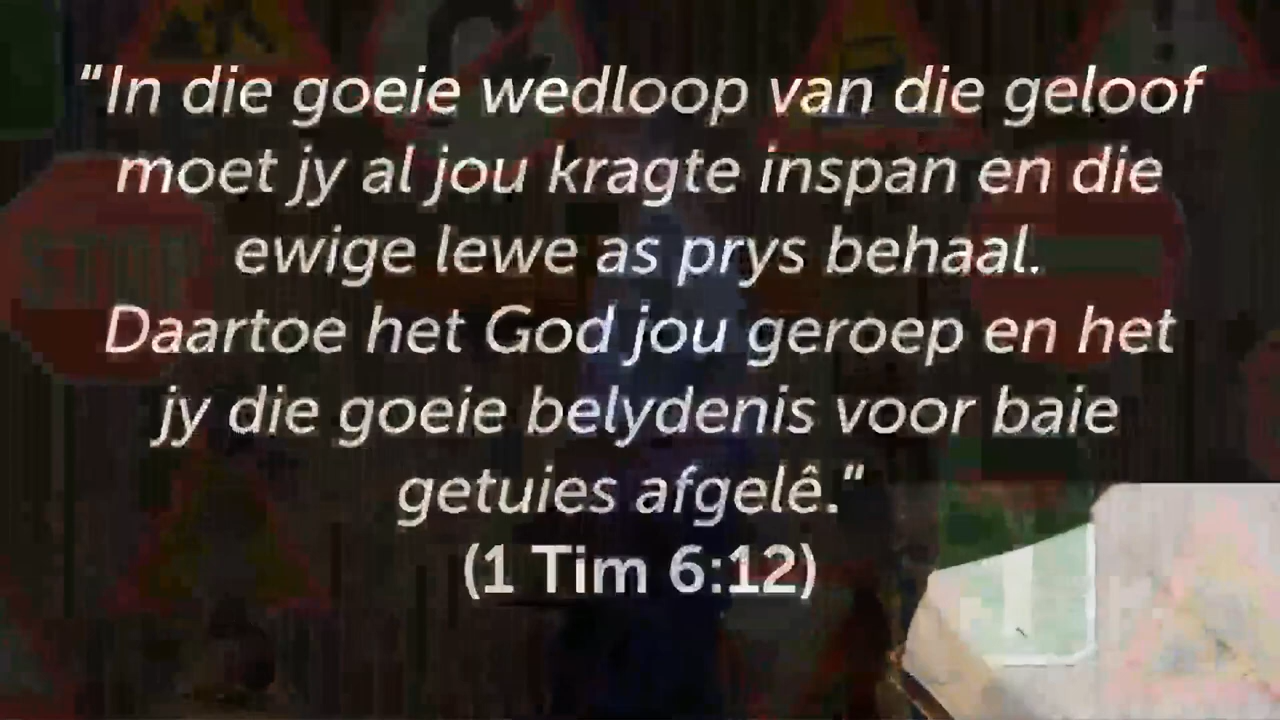 “In die goeie wedloop van die geloof
moet jy al jou kragte inspan en die
ewige lewe as prys behaal.
Daartoe het God jou geroep en het
jy die goeie belydenis voor baie
getuies afgelê.“
(1 Tim 6:12)
STOP